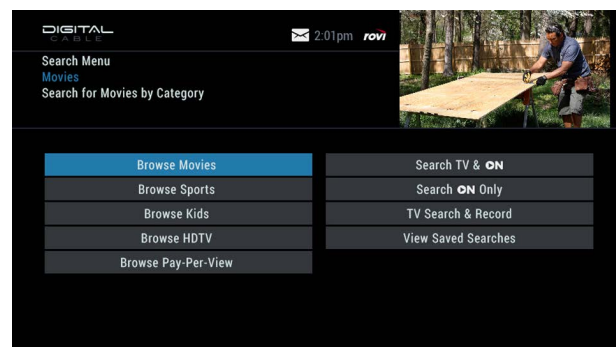 DIGITAL
CABLE
2:01pm rovi
Search Menu
Movies
Search for Movies by Category
Browse Movies
Search TV & ON
Browse Sports
Search ON Only
Browse Kids
TV Search & Record
Browse HDTV
View Saved Searches
Browse Pay-Per-View